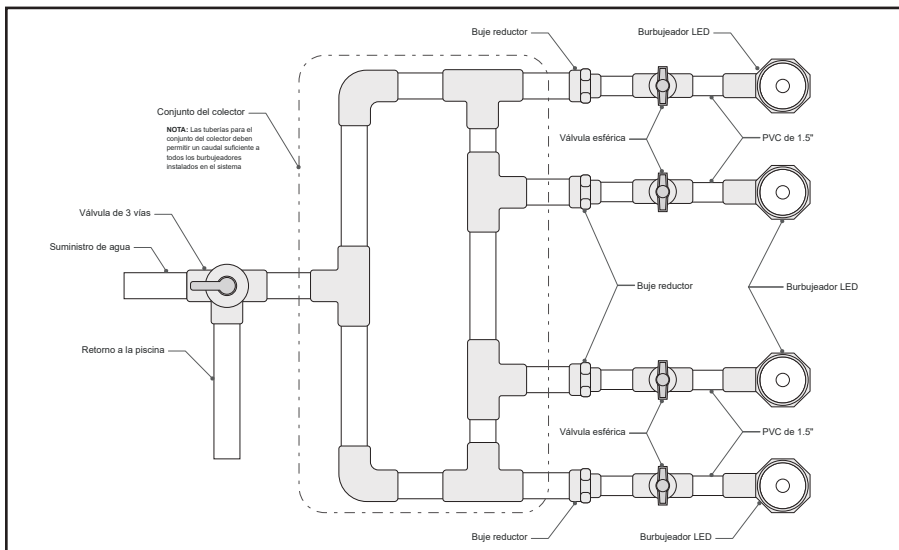 Buje reductor
Burbujeador LED
Conjunto del colector
NOTA: Las tuberías para el
conjunto del colector deben
permitir un caudal suficiente a
todos los burbujeadores
instalados en el sistema
Válvula esférica
PVC de 1.5"
Válvula de 3 vías
Suministro de agua
Buje reductor
Burbujeador LED
Retorno a la piscina
Válvula esférica
PVC de 1.5"
Buje reductor
Burbujeador LED